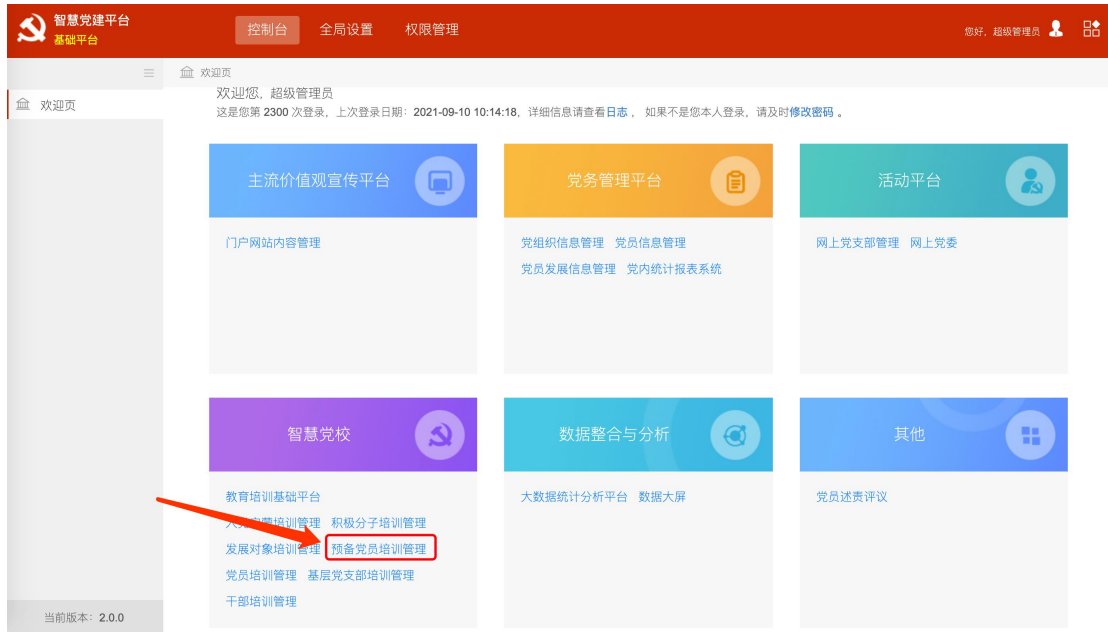 智慧党建平台
基础平台
控制台 全局设置 权限管理
您好, 超级管理员
欢迎页
欢迎页
欢迎您, 超级管理员
这是您第 2300 次登录, 上次登录日期: 2021-09-10 10:14:18, 详细信息请查看日志 , 如果不是您本人登录, 请及时修改密码 。
主流价值观宣传平台
门户网站内容管理
党务管理平台
党组织信息管理 党员信息管理
党员发展信息管理 党内统计报表系统
活动平台
网上党支部管理 网上党委
智慧党校
教育培训基础平台
培训管理 积极分子培训管理
发展对象培训管理 预备党员培训管理
党员培训管理 基层党支部培训管理
干部培训管理
数据整合与分析
大数据统计分析平台 数据大屏
其他
党员述责评议
当前版本: 2.0.0